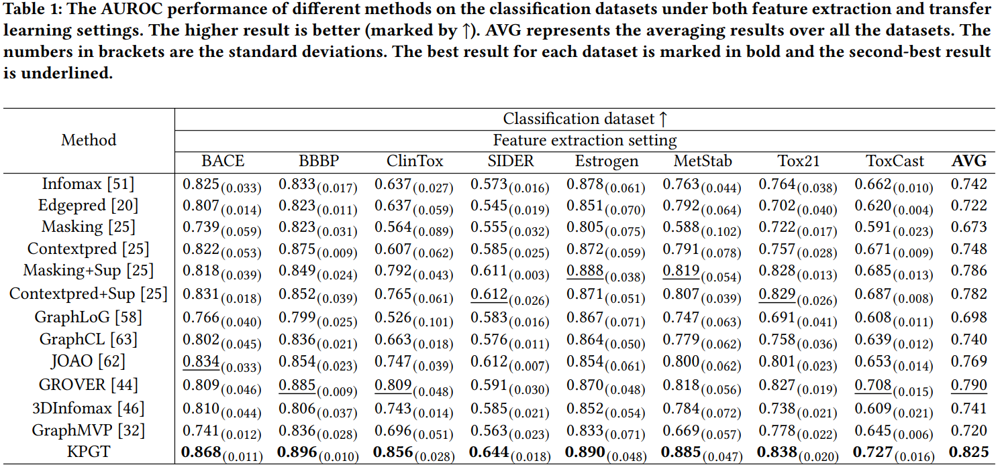 Table 1: The AUROC performance of different methods on the classification datasets under both feature extraction and transfer
learning settings. The higher result is better (marked by ↑). AVG represents the averaging results over all the datasets. The
numbers in brackets are the standard deviations. The best result for each dataset is marked in bold and the second-best result
is underlined.
Classification dataset ↑
Method
Feature extraction setting
BACE BBBP ClinTox SIDER Estrogen MetStab Tox21 ToxCast AVG
Infomax [51] 0.825(0.033) 0.833(0.017) 0.637(0.027) 0.573(0.016) 0.878(0.061) 0.763(0.044) 0.764(0.038) 0.662(0.010) 0.742
Edgepred [20] 0.807(0.014) 0.823(0.011) 0.637(0.059) 0.545(0.019) 0.851(0.070) 0.792(0.064) 0.702(0.040) 0.620(0.004) 0.722
Masking [25] 0.739(0.059) 0.823(0.031) 0.564(0.089) 0.555(0.032) 0.805(0.075) 0.588(0.102) 0.722(0.017) 0.591(0.023) 0.673
Contextpred [25] 0.822(0.053) 0.875(0.009) 0.607(0.062) 0.585(0.025) 0.872(0.059) 0.791(0.078) 0.757(0.028) 0.671(0.009) 0.748
Masking+Sup [25] 0.818(0.039) 0.849(0.024) 0.792(0.043) 0.611(0.003) 0.888(0.038) 0.819(0.054) 0.828(0.013) 0.685(0.013) 0.786
Contextpred+Sup [25] 0.831(0.018) 0.852(0.039) 0.765(0.061) 0.612(0.026) 0.871(0.051) 0.807(0.039) 0.829(0.026) 0.687(0.008) 0.782
GraphLoG [58] 0.766(0.040) 0.799(0.025) 0.526(0.101) 0.583(0.016) 0.867(0.071) 0.747(0.063) 0.691(0.041) 0.608(0.011) 0.698
GraphCL [63] 0.802(0.045) 0.836(0.021) 0.663(0.018) 0.576(0.011) 0.864(0.050) 0.779(0.062) 0.758(0.036) 0.639(0.012) 0.740
JOAO [62] 0.834(0.033) 0.854(0.023) 0.747(0.039) 0.612(0.007) 0.854(0.061) 0.800(0.062) 0.801(0.023) 0.653(0.014) 0.769
GROVER [44] 0.809(0.046) 0.885(0.009) 0.809(0.048) 0.591(0.030) 0.870(0.048) 0.818(0.056) 0.827(0.019) 0.708(0.015) 0.790
3DInfomax [46] 0.810(0.044) 0.806(0.037) 0.743(0.014) 0.585(0.021) 0.852(0.054) 0.784(0.072) 0.738(0.021) 0.609(0.021) 0.741
GraphMVP [32] 0.741(0.012) 0.836(0.028) 0.696(0.051) 0.563(0.023) 0.833(0.071) 0.669(0.057) 0.778(0.022) 0.645(0.006) 0.720
KPGT 0.868(0.011) 0.896(0.010) 0.856(0.028) 0.644(0.018) 0.890(0.048) 0.885(0.047) 0.838(0.020) 0.727(0.016) 0.825